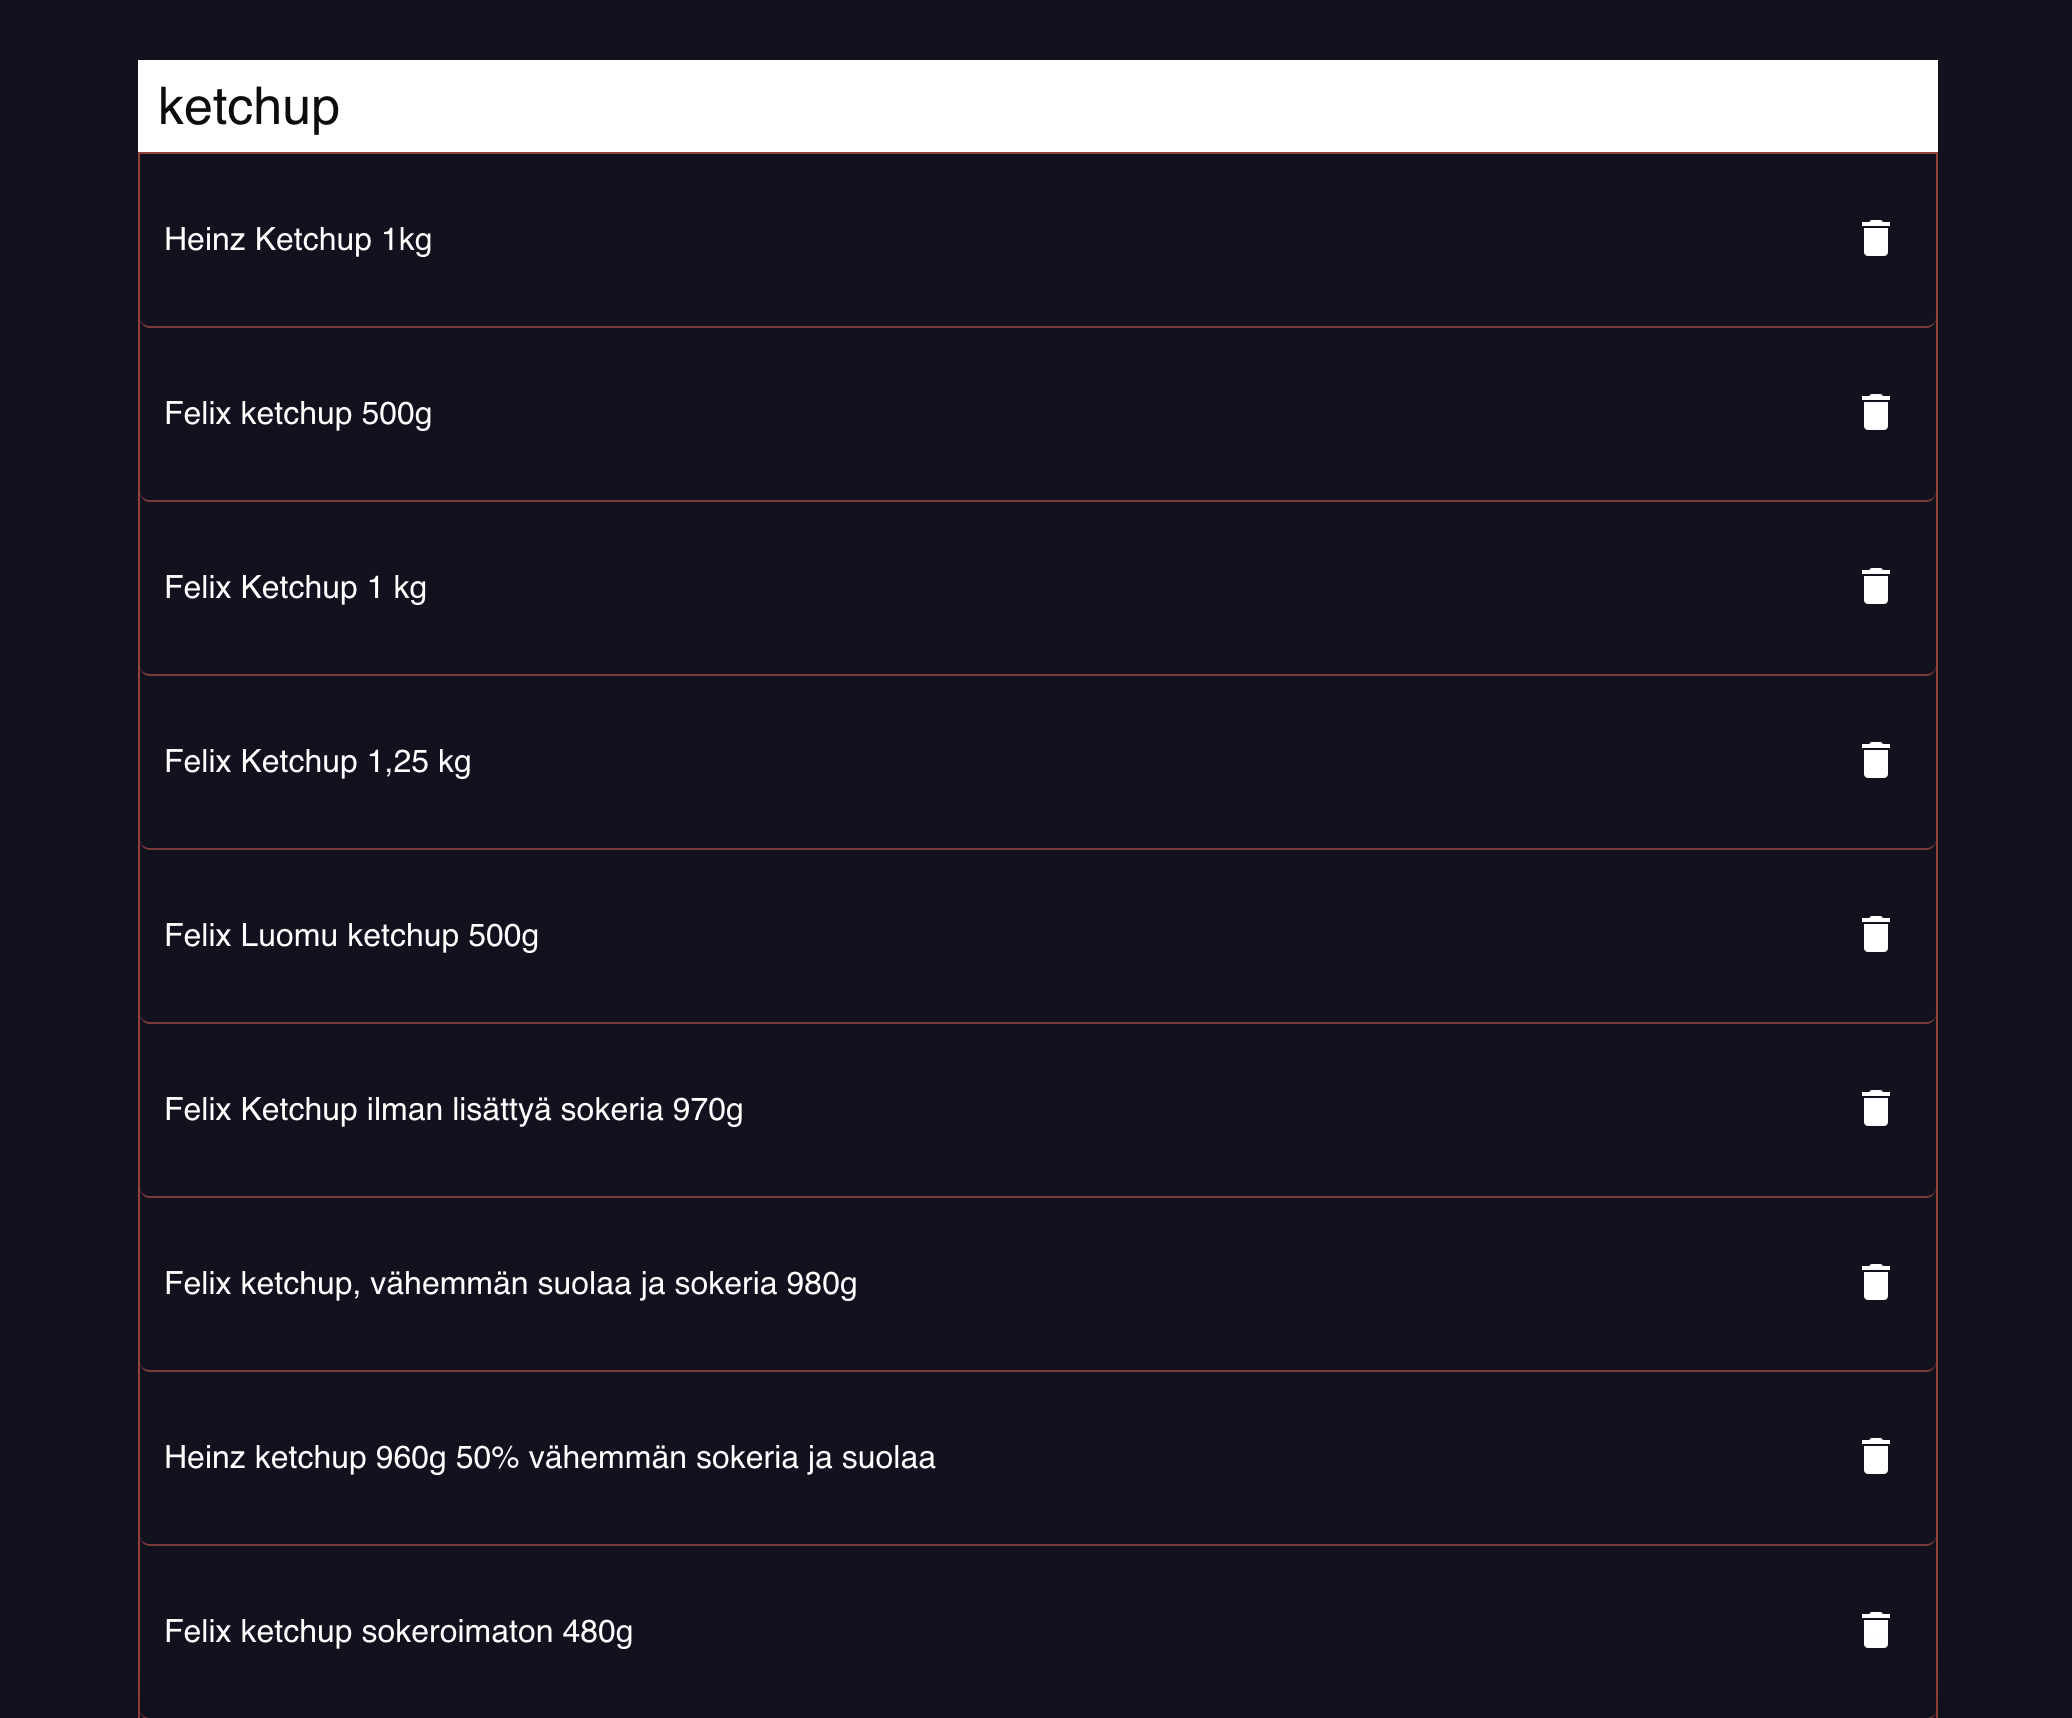 ketchup
Heinz Ketchup 1kg
Felix ketchup 500g
Felix Ketchup 1 kg
Felix Ketchup 1,25 kg
Felix Luomu ketchup 500g
Felix Ketchup ilman lisättyä sokeria 970g
Felix ketchup, vähemmän suolaa ja sokeria 980g
Heinz ketchup 960g 50% vähemmän sokeria ja suolaa
Felix ketchup sokeroimaton 480g